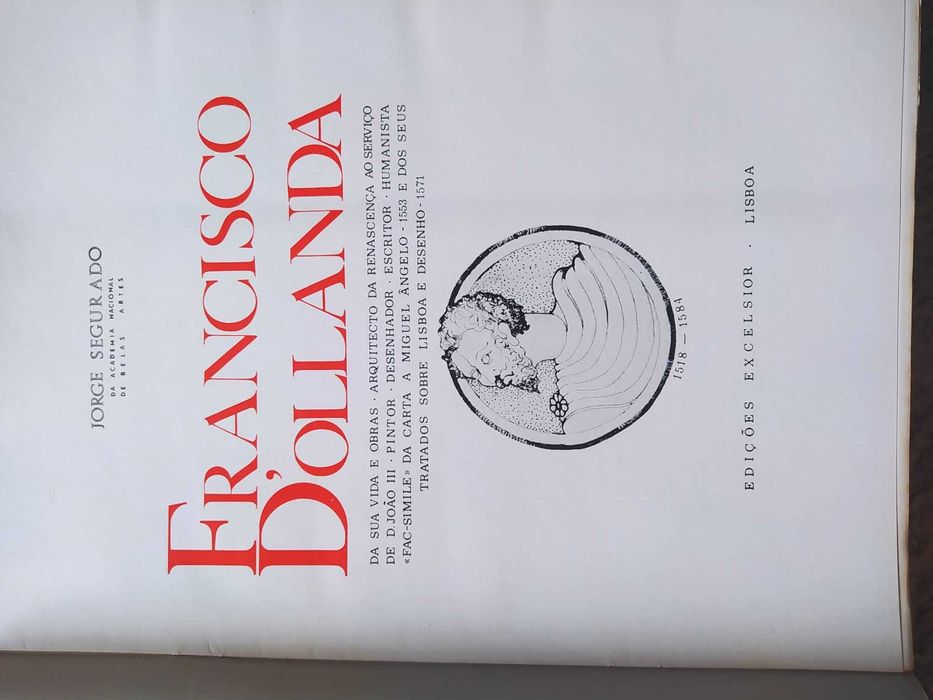 JORGE SEGURADO
DA ACADEMIA NACIONAL
DE BELAS ARTES
FRANCISCO
D'OLLANDA
DA SUA VIDA E OBRAS · ARQUITECTO DA RENASCENÇA AO SERVIÇO
DE D. JOÃO III · PINTOR · DESENHADOR · ESCRITOR · HUMANISTA
«FAC-SIMILE» DA CARTA A MIGUEL ÂNGELO - 1553 E DOS SEUS
TRATADOS SOBRE LISBOA E DESENHO - 1571
1518 — 1584
EDIÇÕES EXCELSIOR · LISBOA